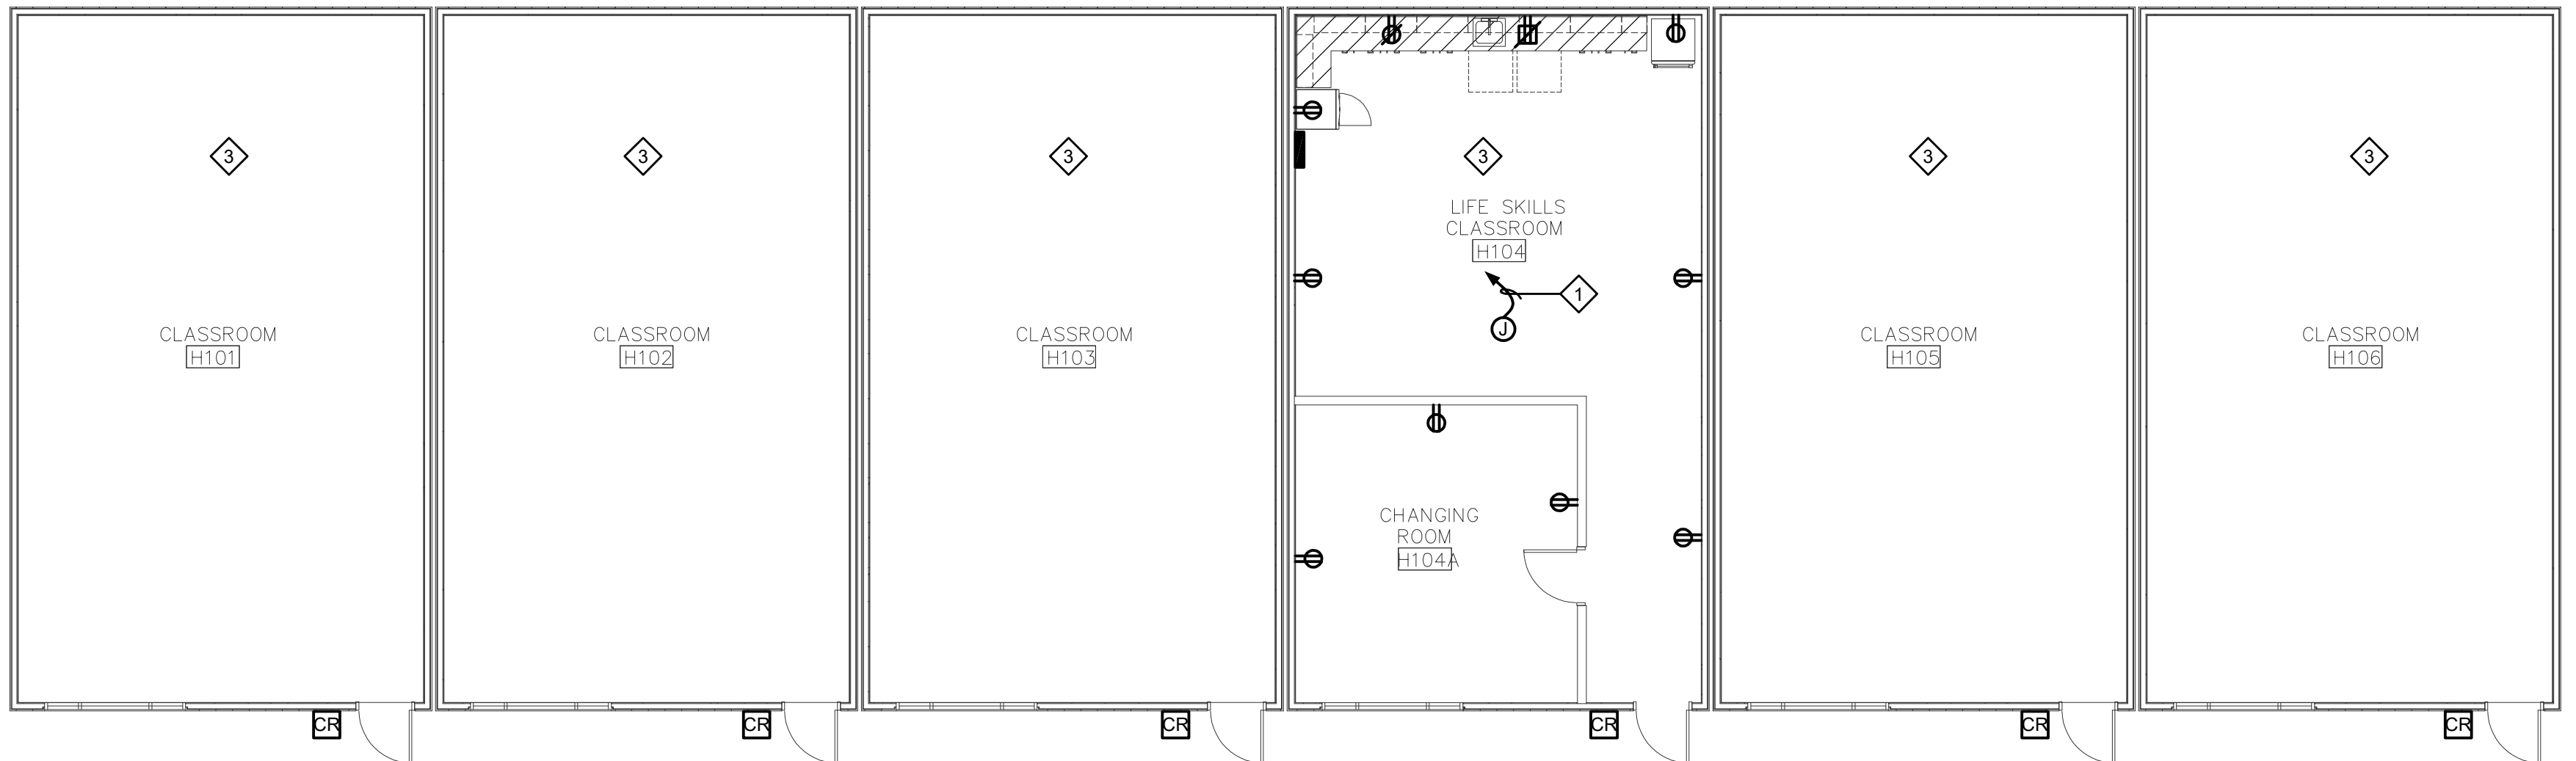 3
3
3
3
3
3
LIFE SKILLS
CLASSROOM
H104
1
J
CLASSROOM
H101
CLASSROOM
H102
CLASSROOM
H103
CLASSROOM
H105
CLASSROOM
H106
CHANGING
ROOM
H104A
CR
CR
CR
CR
CR
CR